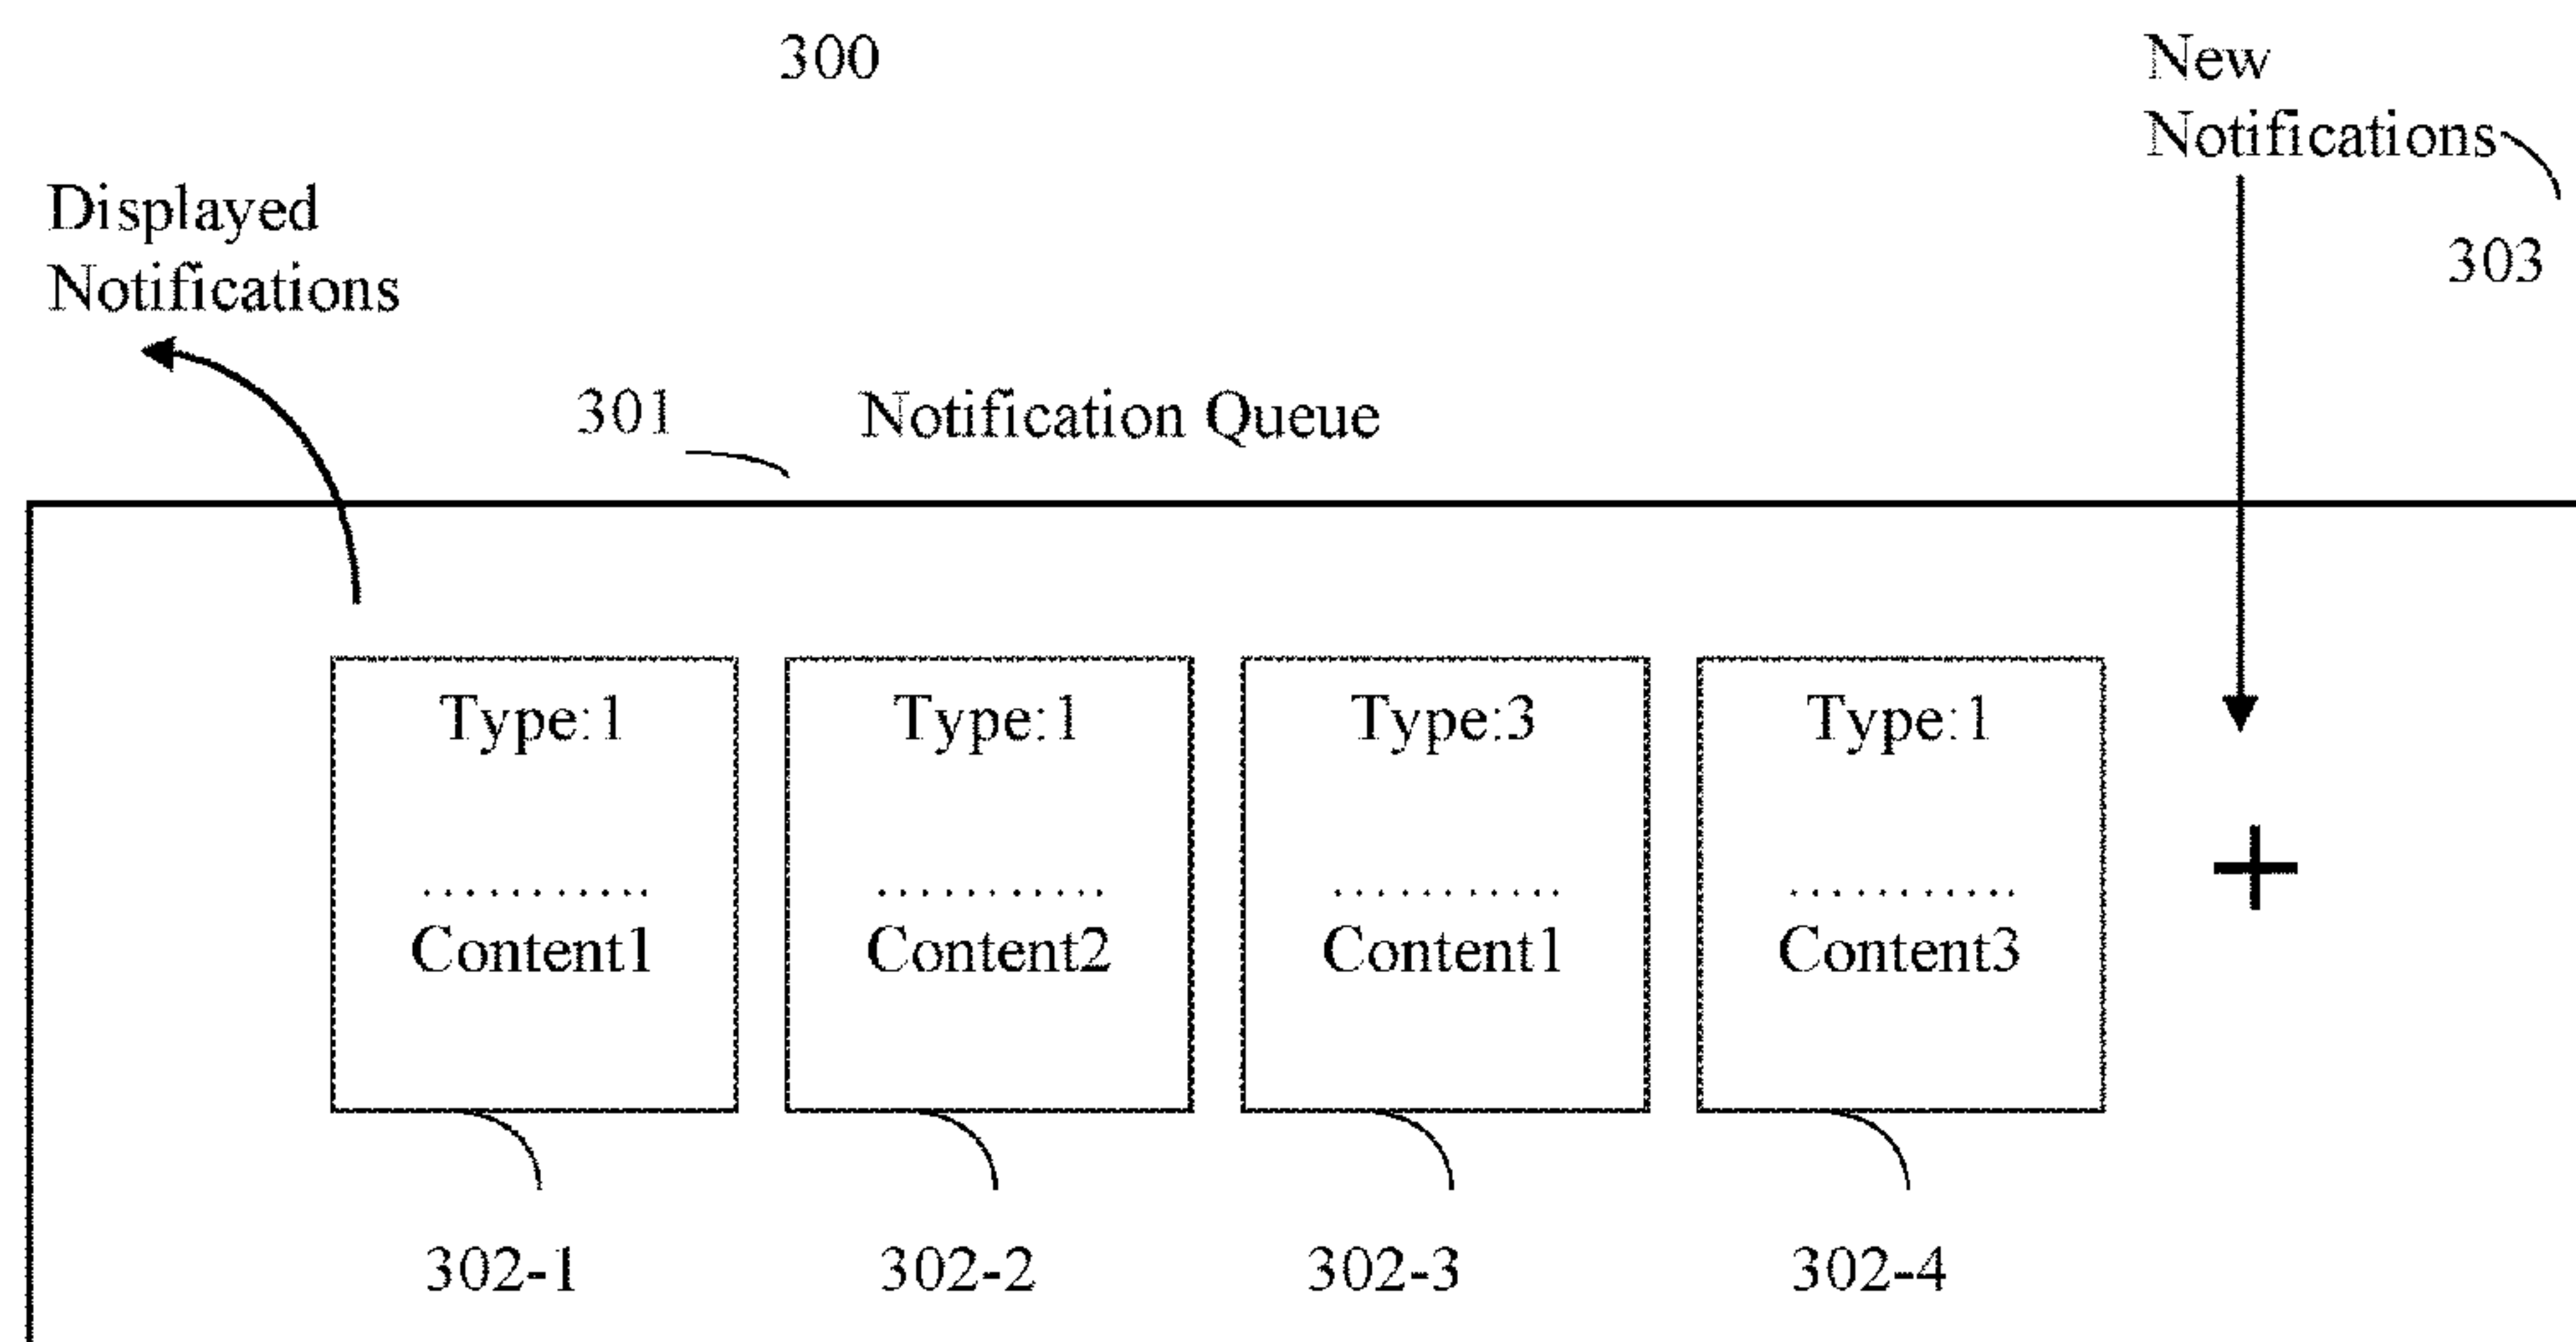 300
New
Notifications
303
Displayed
Notifications
301
Notification Queue
Type:1
...........
Content1
Type:1
...........
Content2
Type:3
...........
Content1
Type:1
...........
Content3
+
302-1
302-2
302-3
302-4